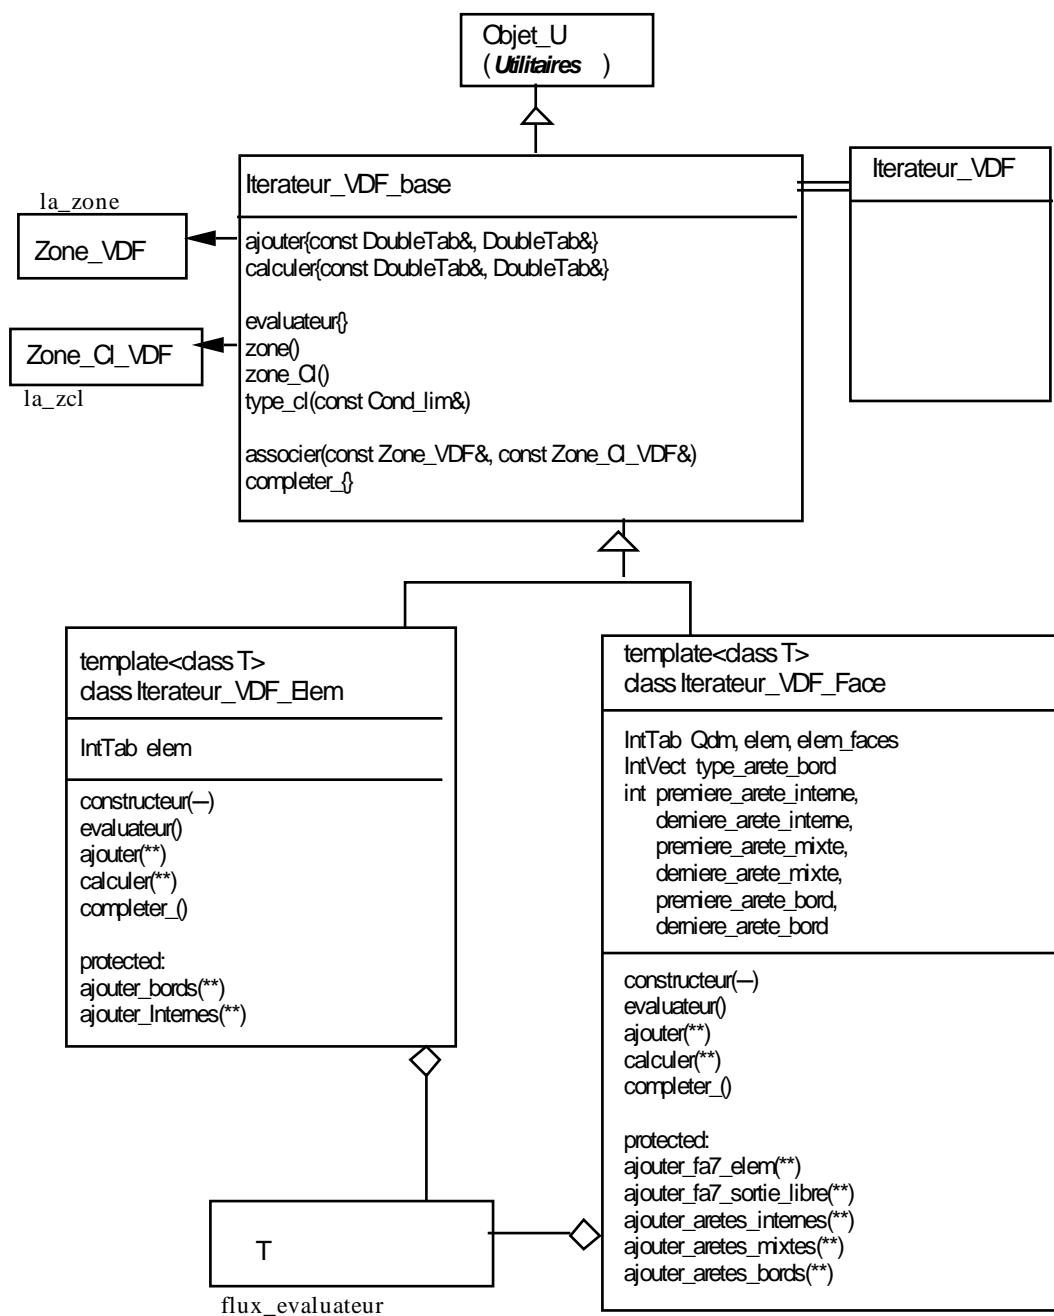 Objet_U
( Utilitaires )
Iterateur_VDF_base
ajouter{const DoubleTab&, DoubleTab&}
calculer{const DoubleTab&, DoubleTab&}
evaluateur{}
zone()
zone_Cl()
type_cl(const Cond_lim&)
associer(const Zone_VDF&, const Zone_Cl_VDF&)
completer_{}
Iterateur_VDF
la_zone
Zone_VDF
Zone_Cl_VDF
la_zcl
template<class T>
class Iterateur_VDF_Elem
IntTab elem
constructeur(---)
evaluateur()
ajouter(**)
calculer(**)
completer_()
protected:
ajouter_bords(**)
ajouter_Internes(**)
template<class T>
class Iterateur_VDF_Face
IntTab Qdm, elem, elem_faces
IntVect type_arete_bord
int premiere_arete_interne,
derniere_arete_interne,
premiere_arete_mixte,
derniere_arete_mixte,
premiere_arete_bord,
derniere_arete_bord
constructeur(---)
evaluateur()
ajouter(**)
calculer(**)
completer_()
protected:
ajouter_fa7_elem(**)
ajouter_fa7_sortie_libre(**)
ajouter_aretes_internes(**)
ajouter_aretes_mixtes(**)
ajouter_aretes_bords(**)
T
flux_evaluateur